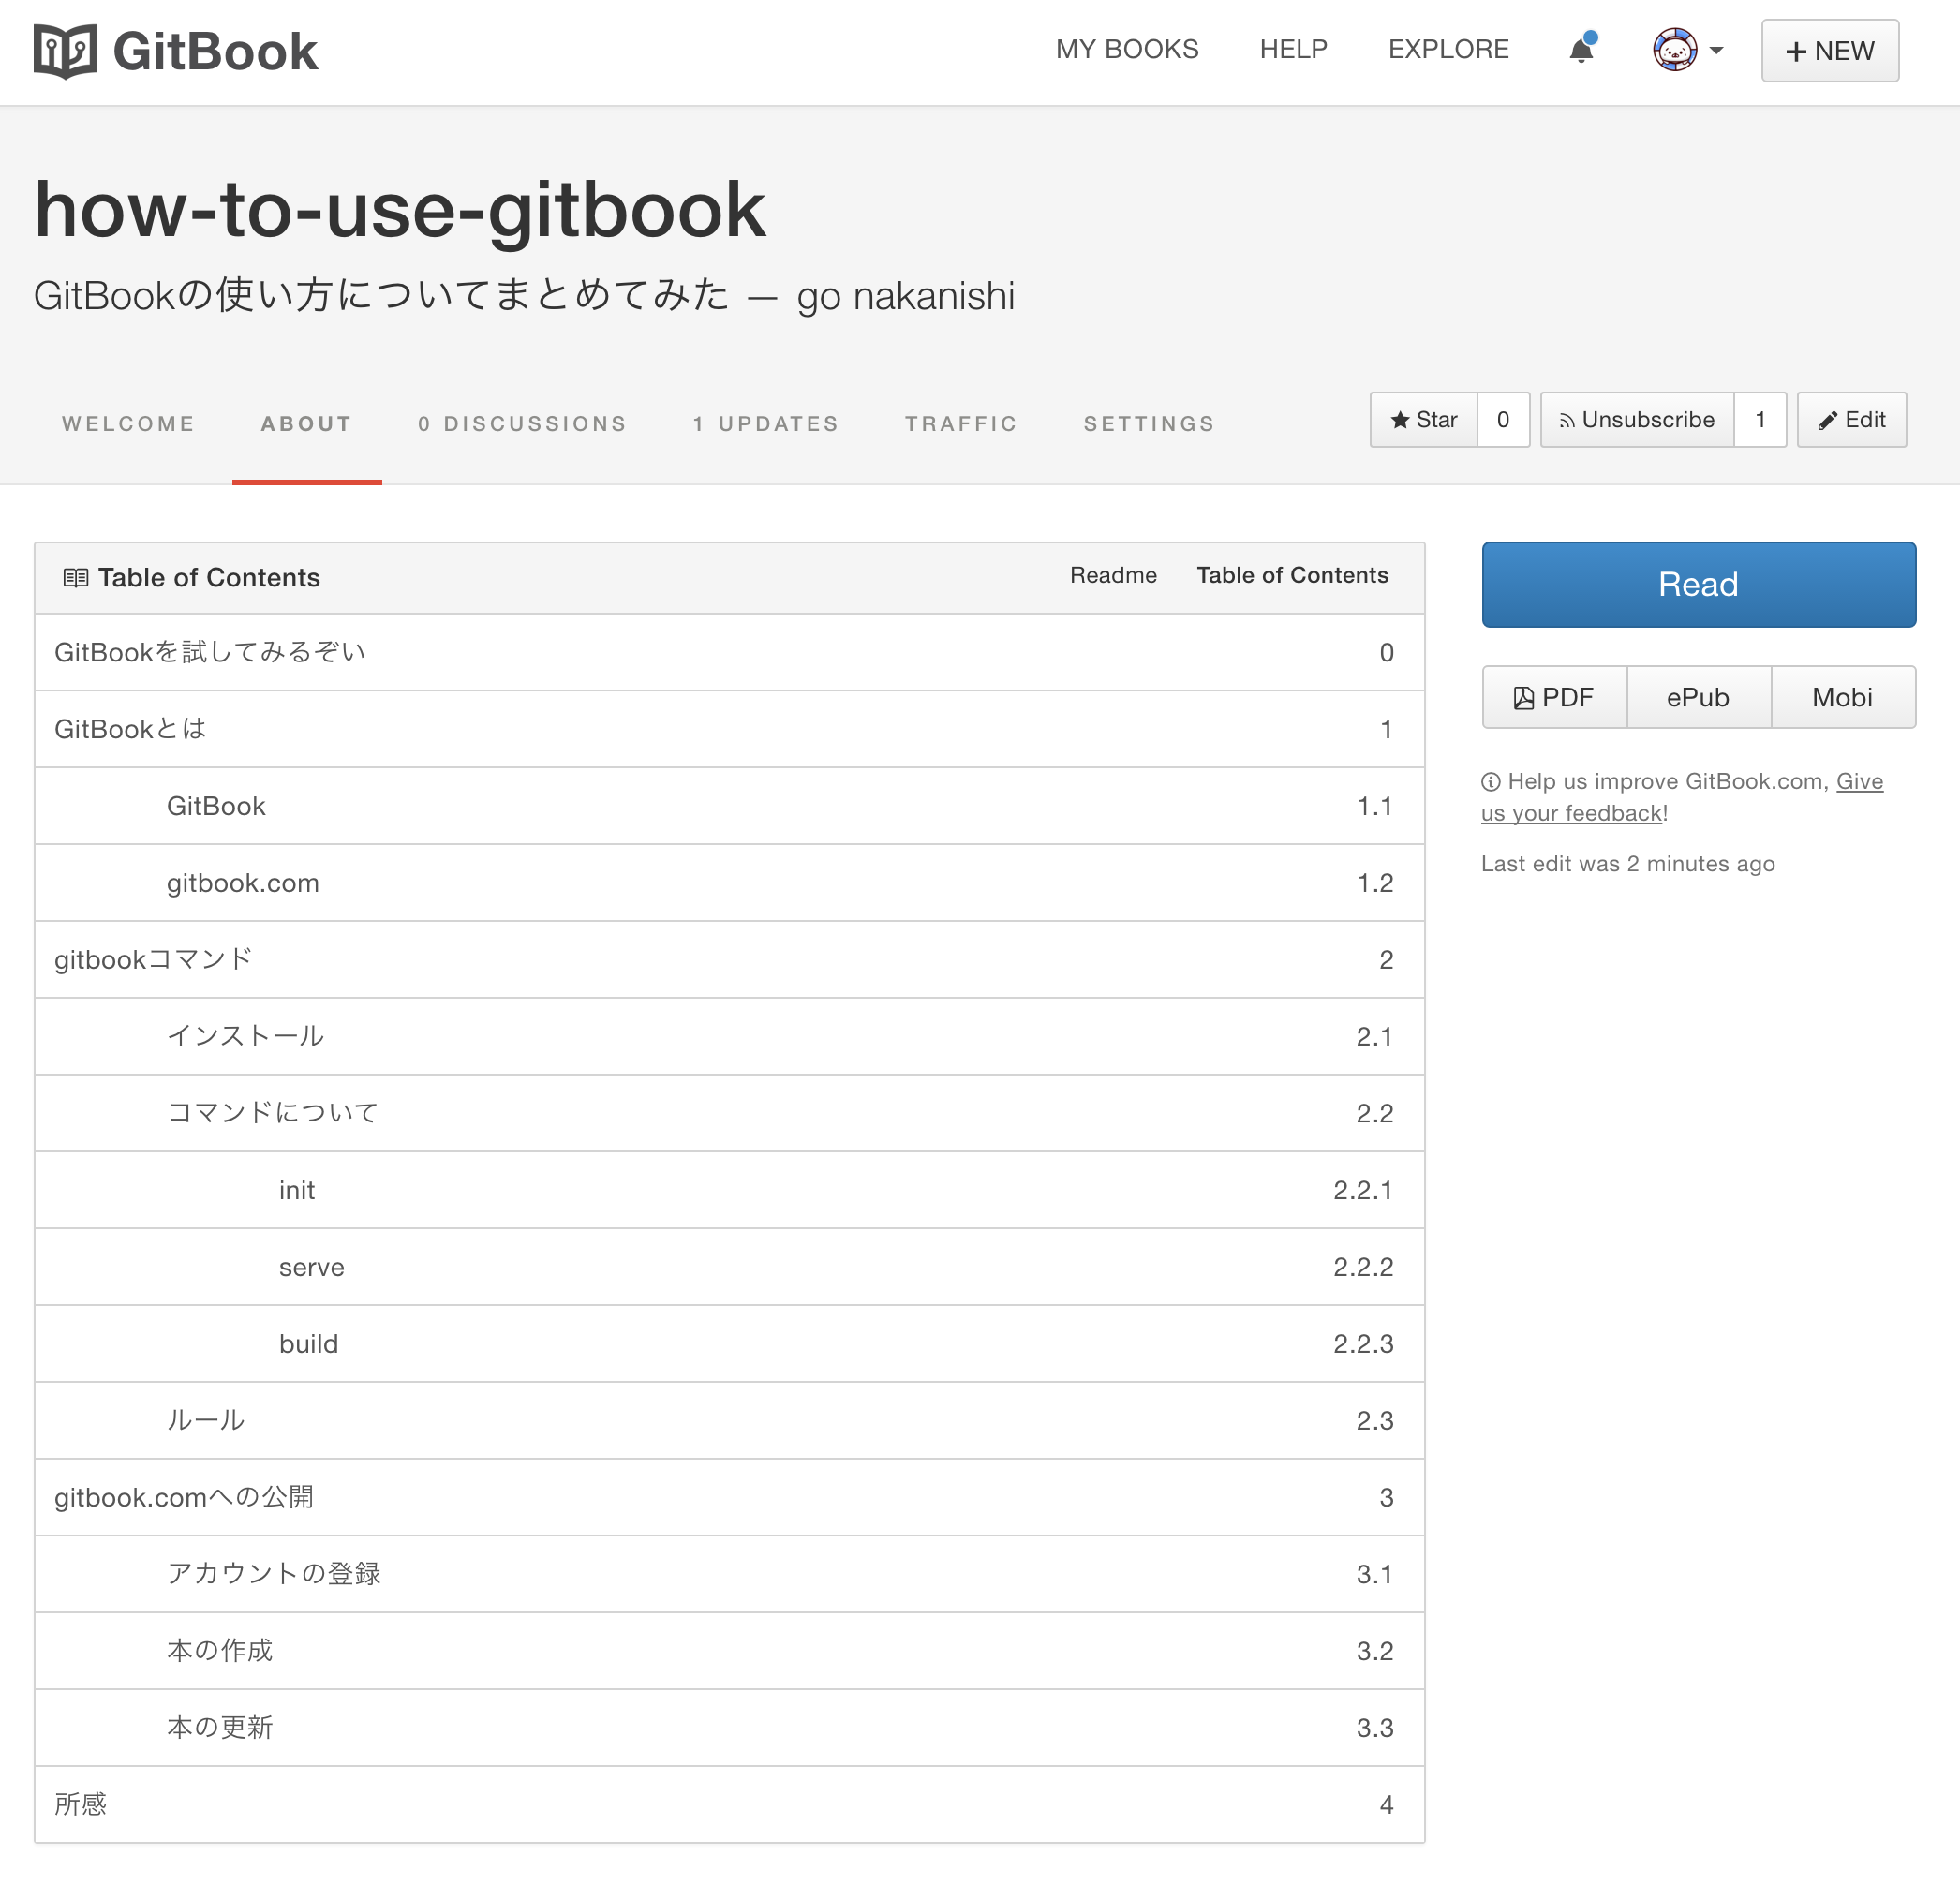 GitBook
MY BOOKS HELP EXPLORE + NEW
how-to-use-gitbook
GitBookの使い方についてまとめてみた — go nakanishi
WELCOME ABOUT 0 DISCUSSIONS 1 UPDATES TRAFFIC SETTINGS Star 0 Unsubscribe 1 Edit
Table of Contents Readme Table of Contents
GitBookを試してみるぞい 0
GitBookとは 1
GitBook 1.1
gitbook.com 1.2
gitbookコマンド 2
インストール 2.1
コマンドについて 2.2
init 2.2.1
serve 2.2.2
build 2.2.3
ルール 2.3
gitbook.comへの公開 3
アカウントの登録 3.1
本の作成 3.2
本の更新 3.3
所感 4
Read
PDF ePub Mobi
Help us improve GitBook.com, Give
us your feedback!
Last edit was 2 minutes ago